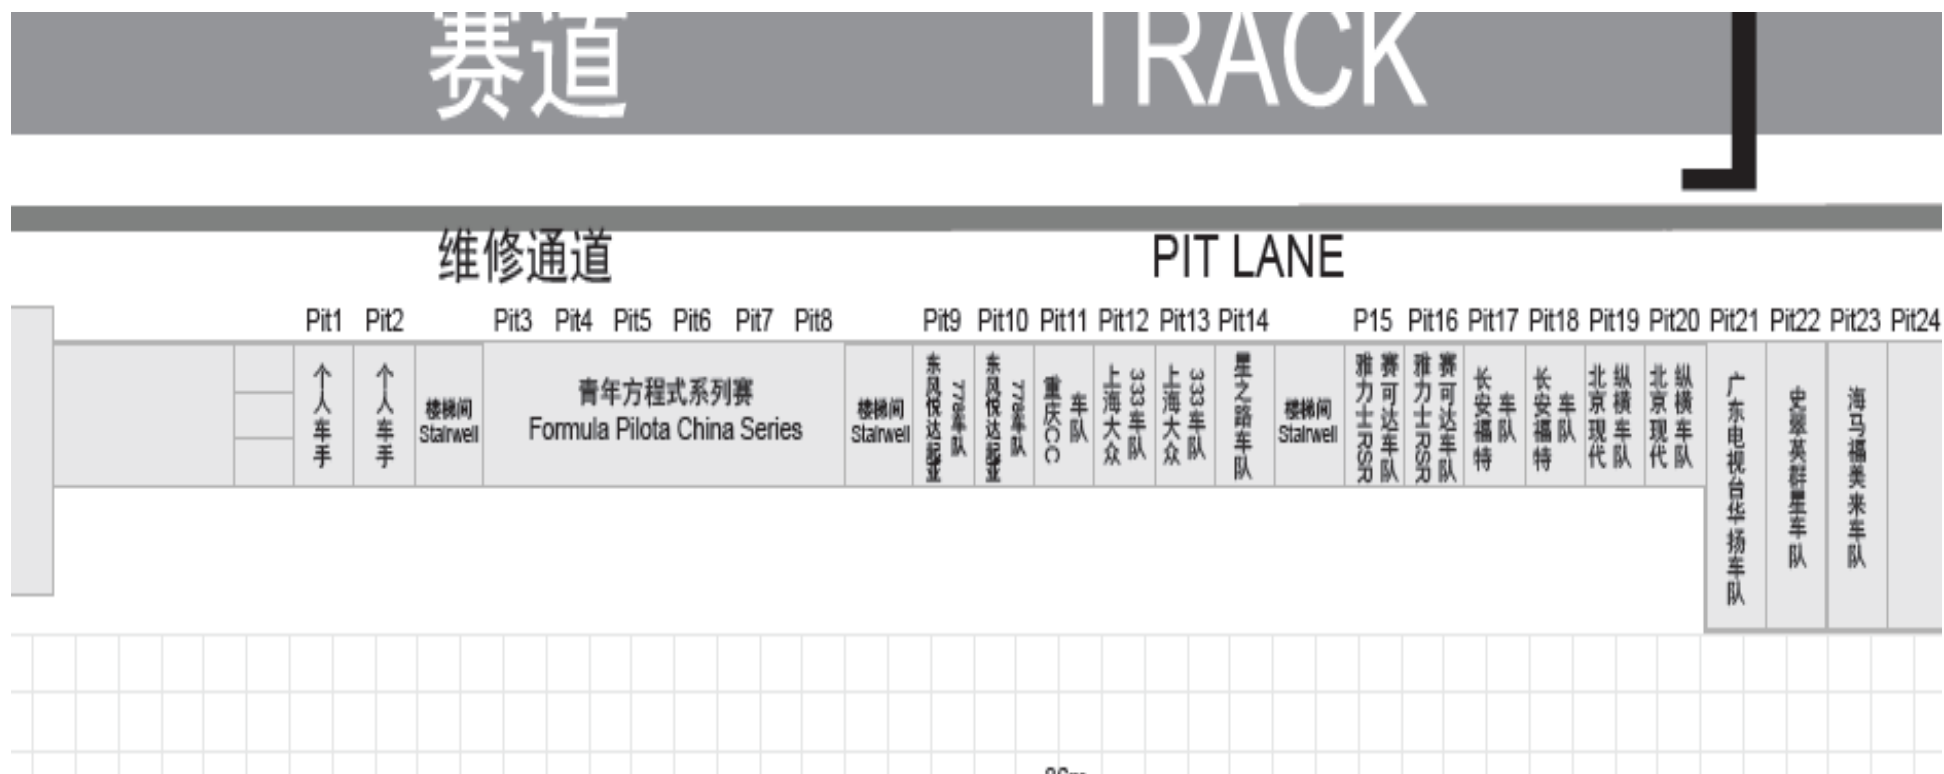 赛道 TRACK
维修通道 PIT LANE
Pit1 Pit2 Pit3 Pit4 Pit5 Pit6 Pit7 Pit8 Pit9 Pit10 Pit11 Pit12 Pit13 Pit14 P15 Pit16 Pit17 Pit18 Pit19 Pit20 Pit21 Pit22 Pit23 Pit24
个人车手
个人车手
楼梯间
Stairwell
青年方程式系列赛
Formula Pilota China Series
楼梯间
Stairwell
东风悦达起亚
778车队
东风悦达起亚
778车队
重庆CC
车队
上海大众
333车队
上海大众
333车队
星之路车队
楼梯间
Stairwell
雅力士RSR
赛可达车队
雅力士RSR
赛可达车队
长安福特
车队
长安福特
车队
北京现代
纵横车队
北京现代
纵横车队
广东电视台华扬车队
史翠英群星车队
海马福美来车队